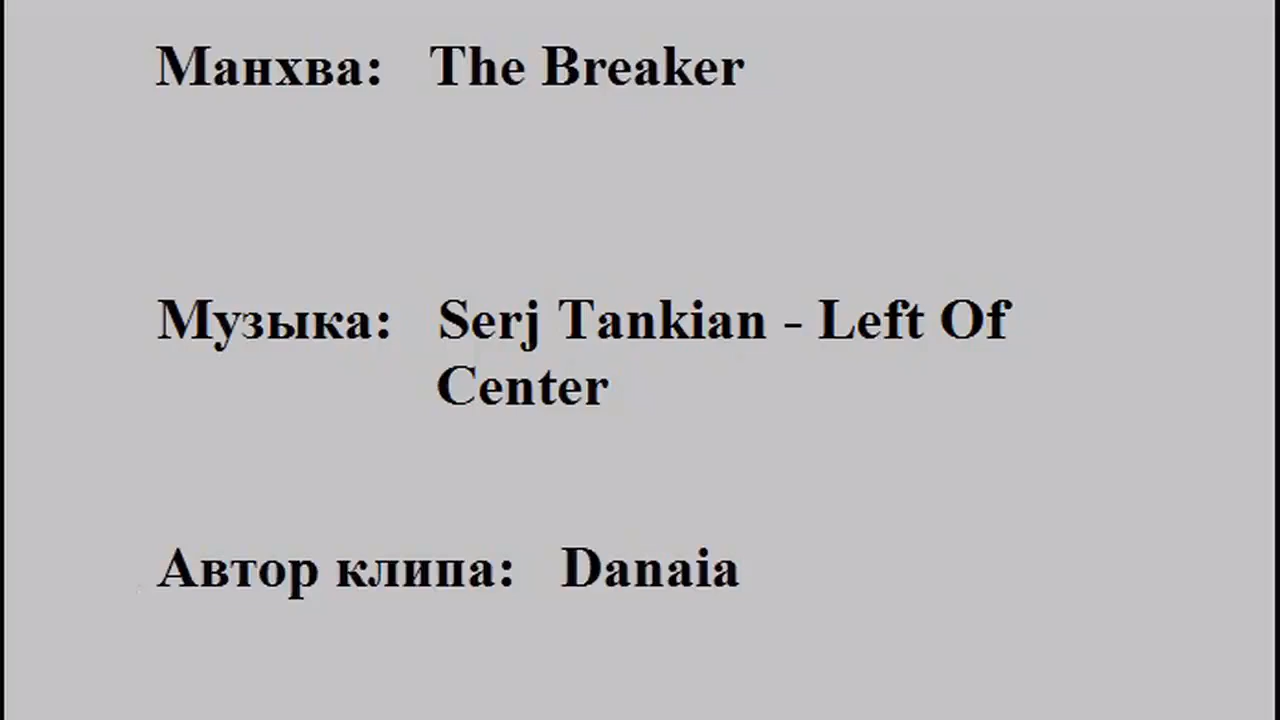 Манхва: The Breaker
Музыка: Serj Tankian - Left Of
Center
Автор клипа: Danaia